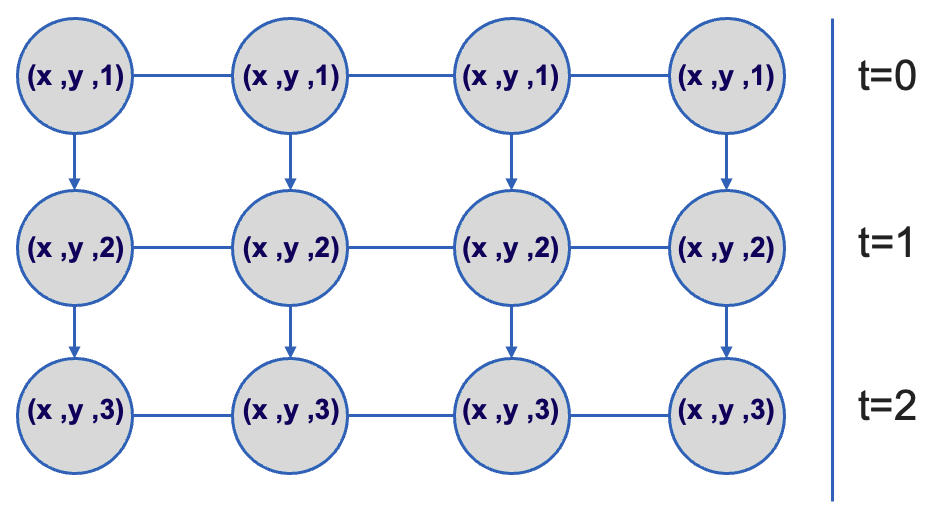 (x ,y ,1) (x ,y ,1) (x ,y ,1) (x ,y ,1) t=0
(x ,y ,2) (x ,y ,2) (x ,y ,2) (x ,y ,2) t=1
(x ,y ,3) (x ,y ,3) (x ,y ,3) (x ,y ,3) t=2